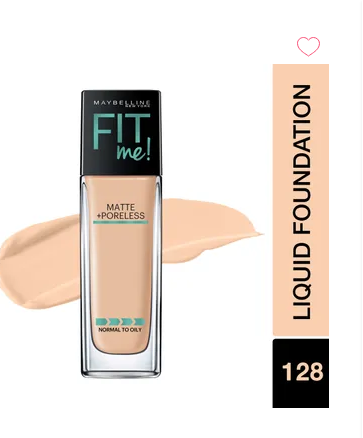 MAYBELLINE
NEW YORK
FIT
me!
MATTE
+PORELESS
NORMAL TO OILY
LIQUID FOUNDATION
128